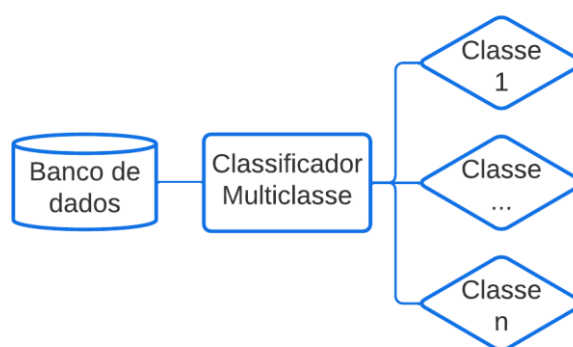 Banco de
dados
Classificador
Multiclasse
Classe
1
Classe
...
Classe
n